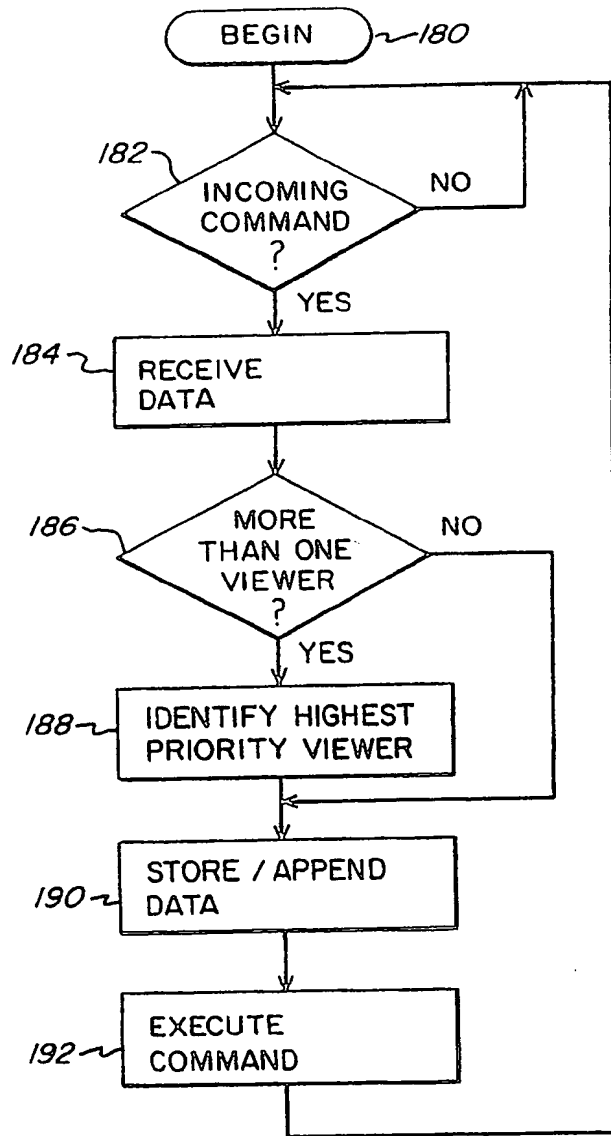 BEGIN
180
182
INCOMING
COMMAND
?
NO
YES
184
RECEIVE
DATA
186
MORE
THAN ONE
VIEWER
?
NO
YES
188
IDENTIFY HIGHEST
PRIORITY VIEWER
190
STORE / APPEND
DATA
192
EXECUTE
COMMAND